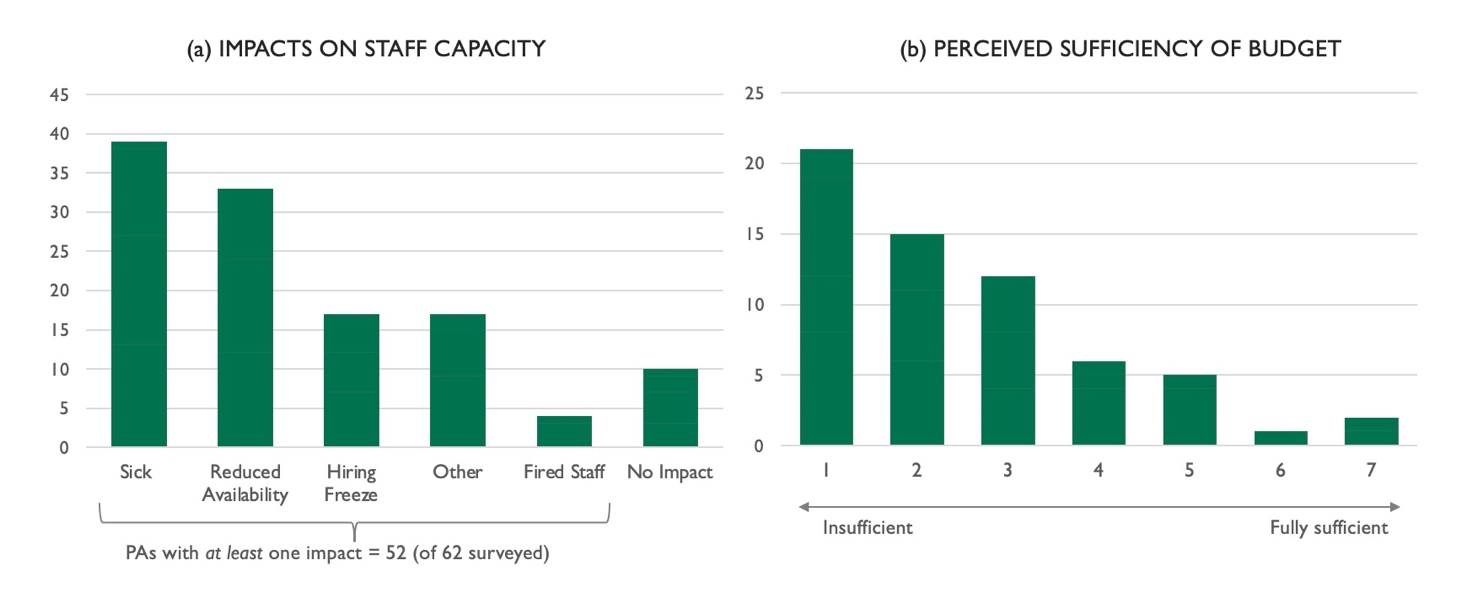 (a) IMPACTS ON STAFF CAPACITY
45
40
35
30
25
20
15
10
5
0
Sick
Reduced
Availability
Hiring
Freeze
Other
Fired Staff
No Impact
PAs with at least one impact = 52 (of 62 surveyed)
(b) PERCEIVED SUFFICIENCY OF BUDGET
25
20
15
10
5
0
1
2
3
4
5
6
7
Insufficient
Fully sufficient